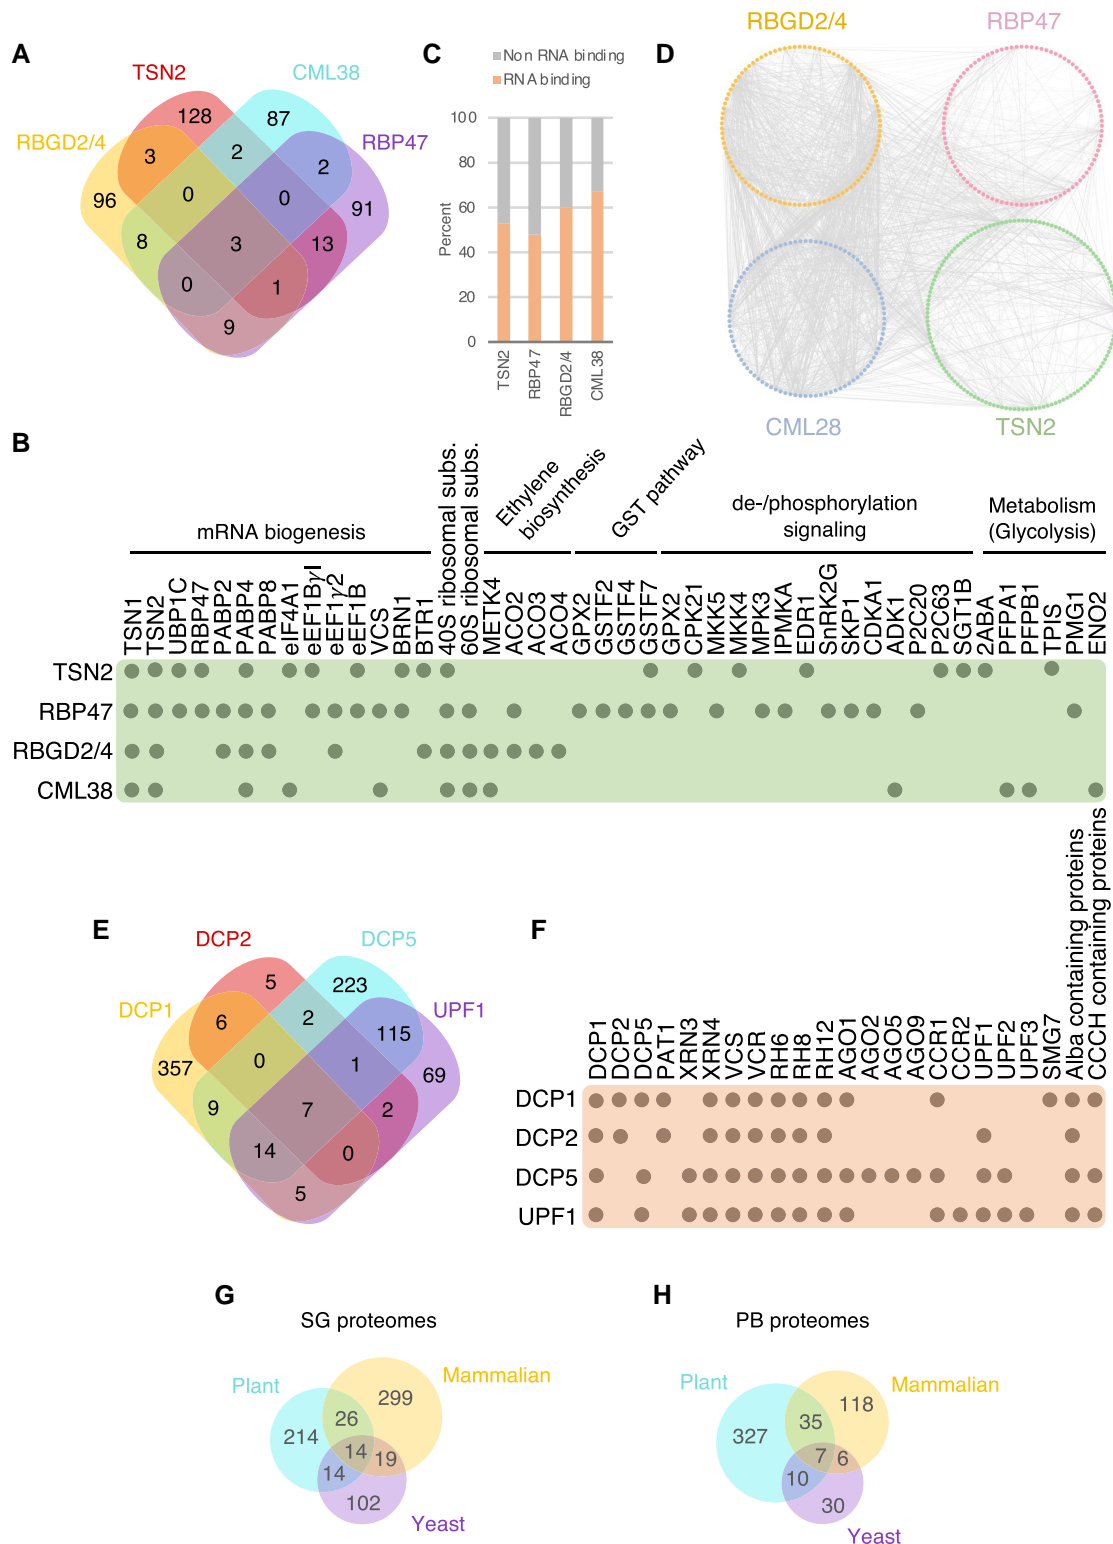 A
TSN2
CML38
RBGD2/4
RBP47
128
87
3
2
2
96
0
0
91
8
3
13
0
1
9
C
Non RNA binding
RNA binding
Percent
100
80
60
40
20
0
TSN2
RBP47
RBGD2/4
CML38
D
RBGD2/4
RBP47
CML28
TSN2
B
mRNA biogenesis
40S ribosomal subs.
60S ribosomal subs.
Ethylene
biosynthesis
GST pathway
de-/phosphorylation
signaling
Metabolism
(Glycolysis)
TSN1
TSN2
UBP1C
RBP47
PABP2
PABP4
PABP8
eIF4A1
eEF1BγI
eEF1γ2
eEF1B
VCS
BRN1
BTR1
METK4
ACO2
ACO3
ACO4
GPX2
GSTF2
GSTF4
GSTF7
GPX2
CPK21
MKK5
MKK4
MPK3
IPMKA
EDR1
SnRK2G
SKP1
CDKA1
ADK1
P2C20
P2C63
SGT1B
2ABA
PFPA1
PFPB1
TPIS
PMG1
ENO2
TSN2
RBP47
RBGD2/4
CML38
E
DCP2
DCP5
DCP1
UPF1
5
223
6
2
115
357
0
1
69
9
7
2
14
0
5
F
DCP1
DCP2
DCP5
PAT1
XRN3
XRN4
VCS
VCR
RH6
RH8
RH12
AGO1
AGO2
AGO5
AGO9
CCR1
CCR2
UPF1
UPF2
UPF3
SMG7
Alba containing proteins
CCCH containing proteins
DCP1
DCP2
DCP5
UPF1
G
SG proteomes
Plant
Mammalian
299
26
214
14
19
14
102
Yeast
H
PB proteomes
Plant
Mammalian
118
35
327
7
6
10
30
Yeast